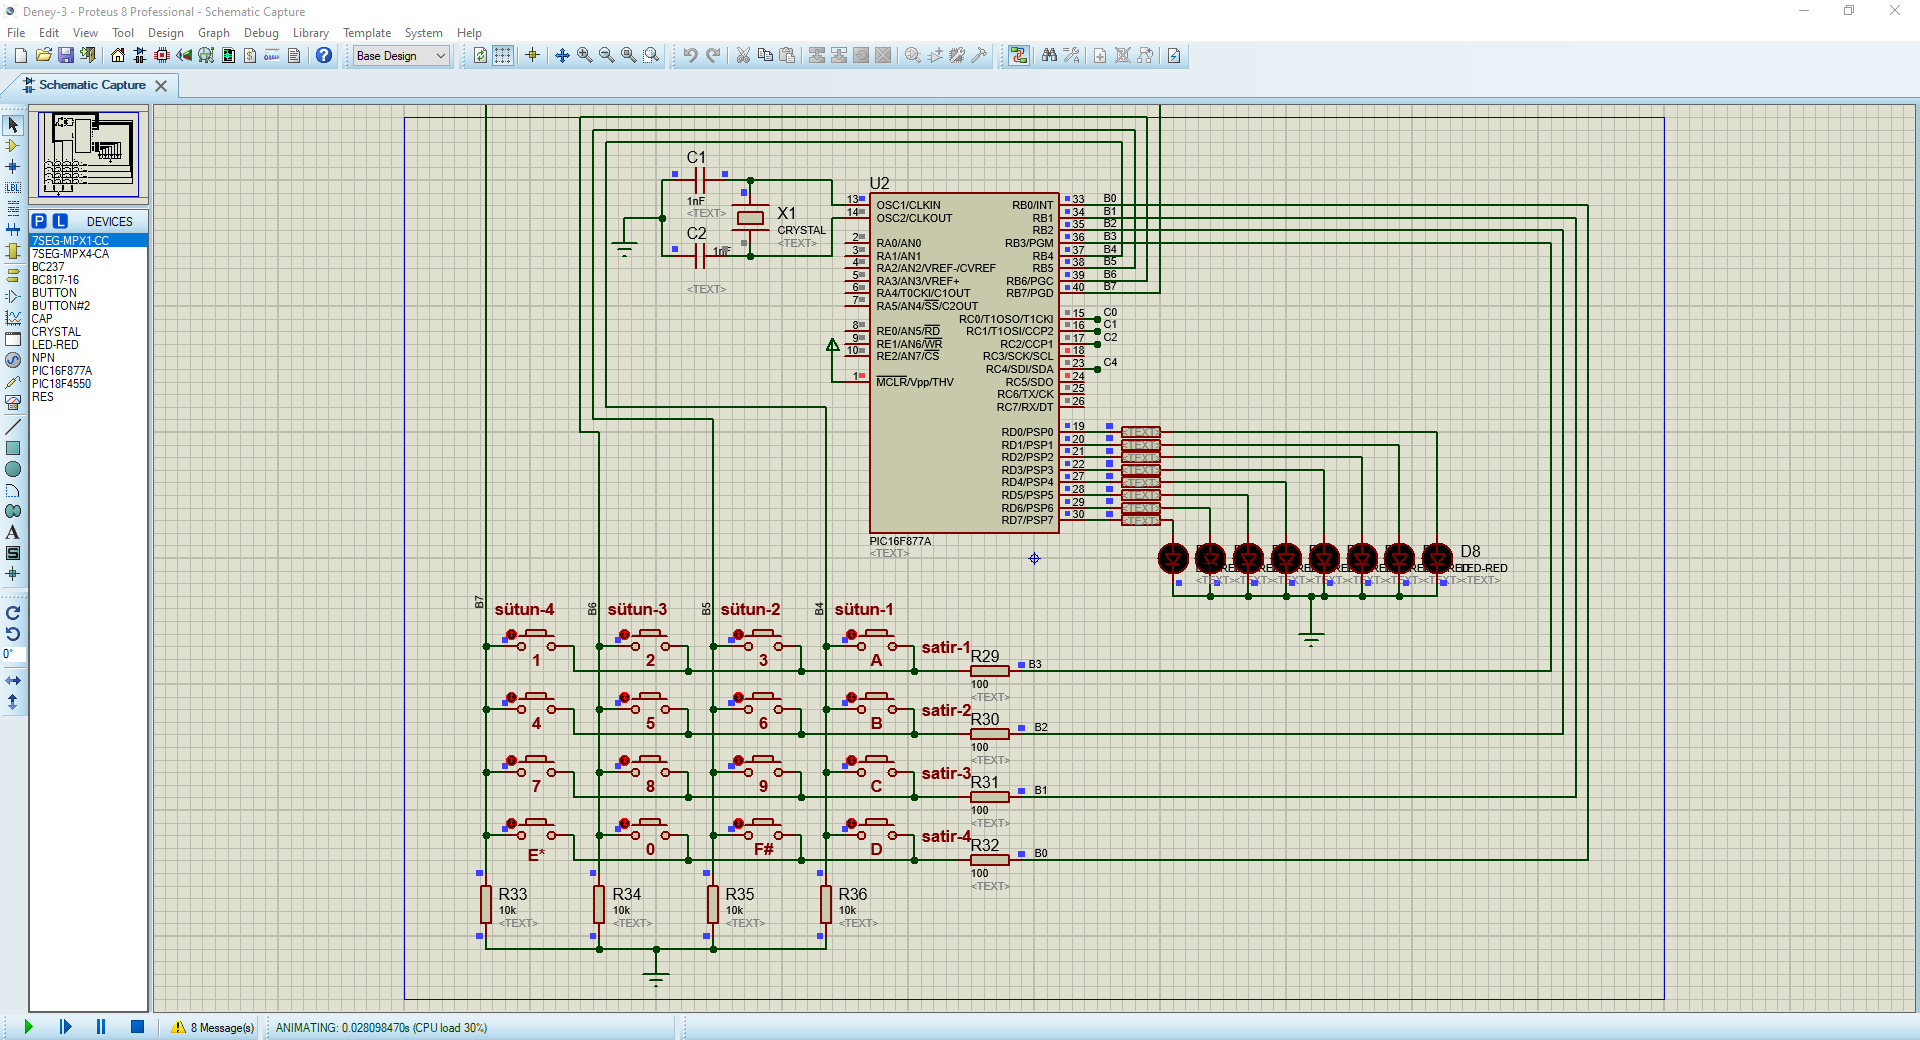 Deney-3 - Proteus 8 Professional - Schematic Capture
File Edit View Tool Design Graph Debug Library Template System Help
Base Design
Schematic Capture
P L DEVICES
7SEG-MPX1-CC
7SEG-MPX4-CA
BC237
BC817-16
BUTTON
BUTTON#2
CAP
CRYSTAL
LED-RED
NPN
PIC16F877A
PIC18F4550
RES
LBL
A
S
0°
C1
1nF
<TEXT>
C2
1nF
<TEXT>
X1
CRYSTAL
<TEXT>
U2
13 OSC1/CLKIN
14 OSC2/CLKOUT
2 RA0/AN0
3 RA1/AN1
4 RA2/AN2/VREF-/CVREF
5 RA3/AN3/VREF+
6 RA4/T0CKI/C1OUT
7 RA5/AN4/SS/C2OUT
8 RE0/AN5/RD
9 RE1/AN6/WR
10 RE2/AN7/CS
1 MCLR/Vpp/THV
RB0/INT 33 B0
RB1 34 B1
RB2 35 B2
RB3/PGM 36 B3
RB4 37 B4
RB5 38 B5
RB6/PGC 39 B6
RB7/PGD 40 B7
RC0/T1OSO/T1CKI 15 C0
RC1/T1OSI/CCP2 16 C1
RC2/CCP1 17 C2
RC3/SCK/SCL 18
RC4/SDI/SDA 23 C4
RC5/SDO 24
RC6/TX/CK 25
RC7/RX/DT 26
RD0/PSP0 19 <TEXT>
RD1/PSP1 20 <TEXT>
RD2/PSP2 21 <TEXT>
RD3/PSP3 22 <TEXT>
RD4/PSP4 27 <TEXT>
RD5/PSP5 28 <TEXT>
RD6/PSP6 29 <TEXT>
RD7/PSP7 30 <TEXT>
PIC16F877A
<TEXT>
D8
LED-RED
<TEXT>
B7 sütun-4 B6 sütun-3 B5 sütun-2 B4 sütun-1
1 2 3 A
satir-1 R29 B3
100
<TEXT>
4 5 6 B
satir-2 R30 B2
100
<TEXT>
7 8 9 C
satir-3 R31 B1
100
<TEXT>
E* 0 F# D
satir-4 R32 B0
100
<TEXT>
R33 R34 R35 R36
10k 10k 10k 10k
<TEXT> <TEXT> <TEXT> <TEXT>
8 Message(s) ANIMATING: 0.028098470s (CPU load 30%)